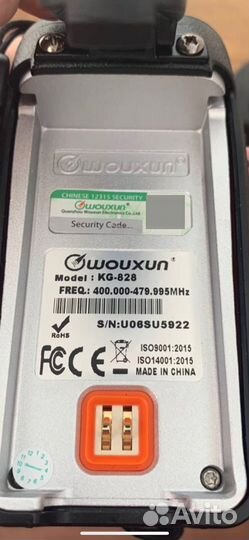 wouxun®
CHINESE 12315 SECURITY
wouxun®
Quanzhou Wouxun Electronics Co.,Ltd.
Security Code
wouxun®
Model : KG-828
FREQ.: 400.000-479.995MHz
S/N:U06SU5922
RoHS
FCC CE
ISO9001:2015
ISO14001:2015
MADE IN CHINA
Avito